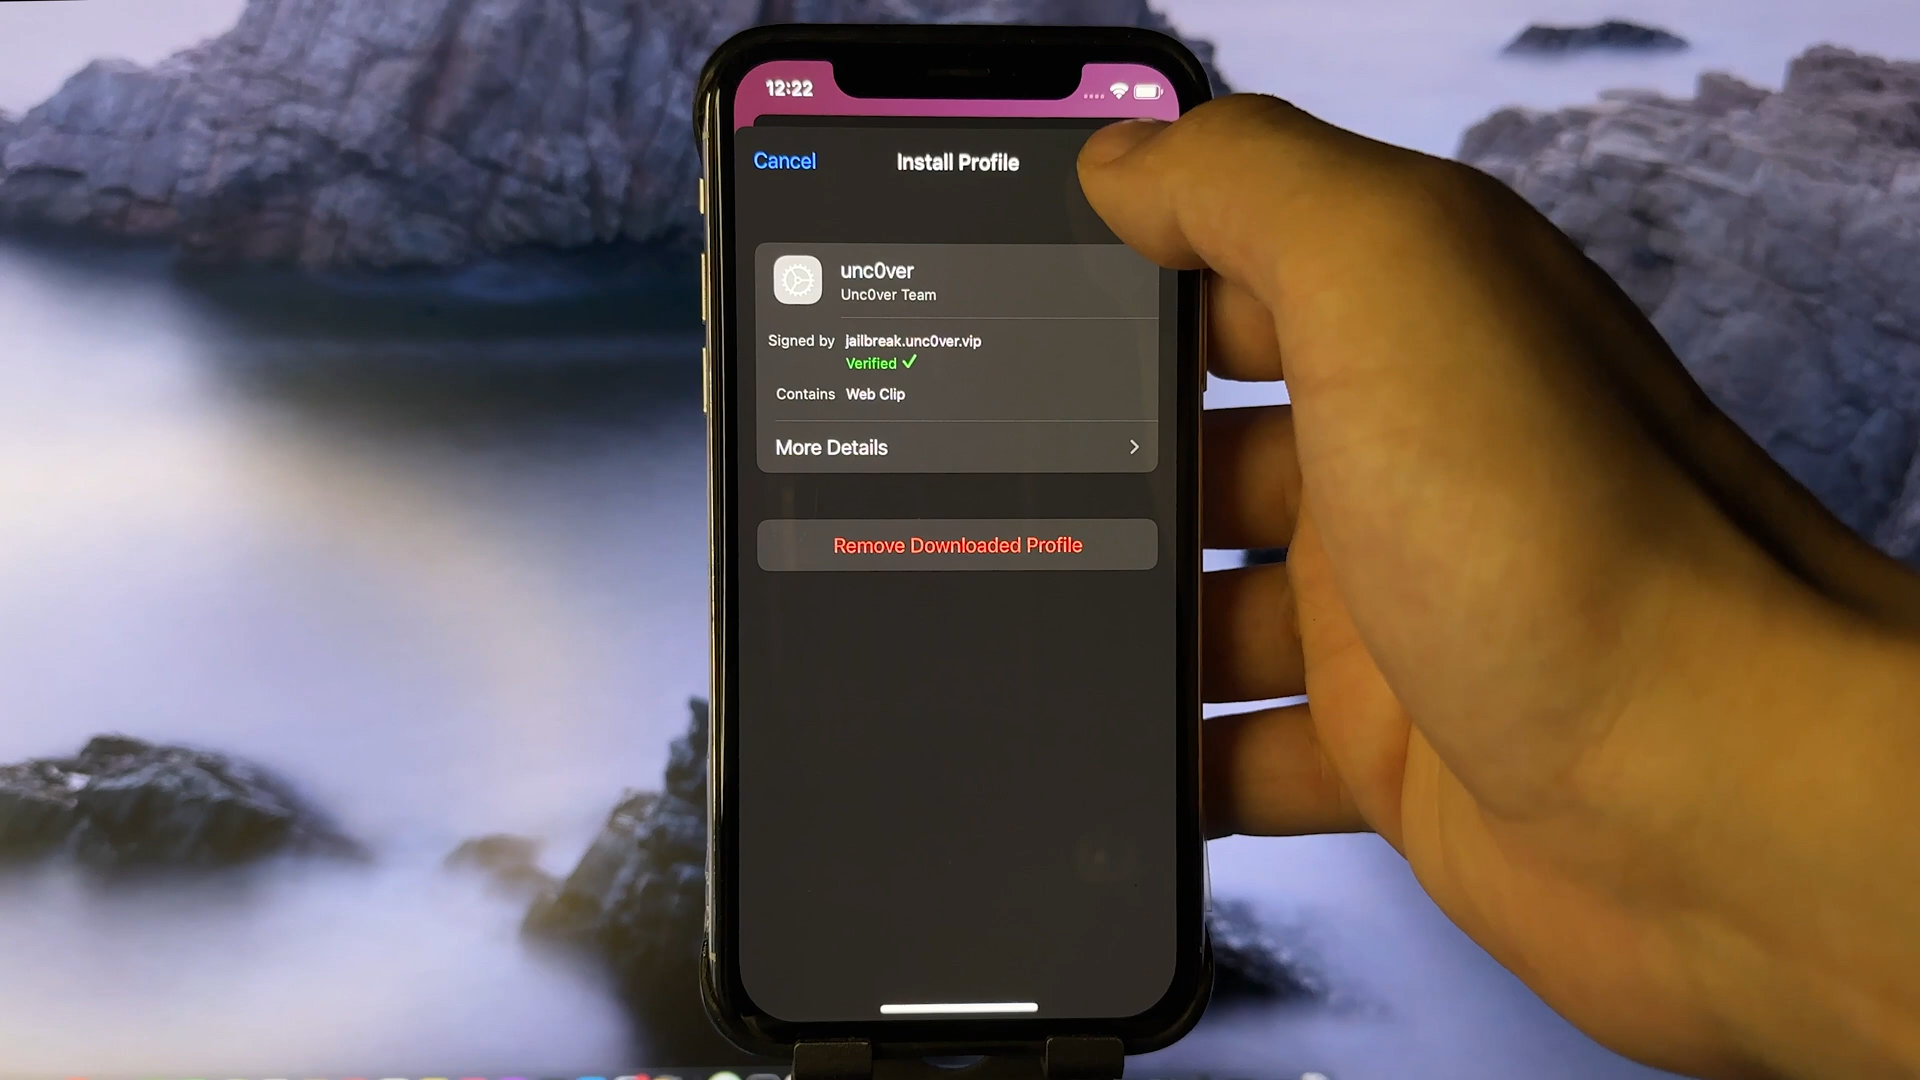 12:22
Cancel
Install Profile
unc0ver
Unc0ver Team
Signed by jailbreak.unc0ver.vip
Verified ✓
Contains Web Clip
More Details
Remove Downloaded Profile